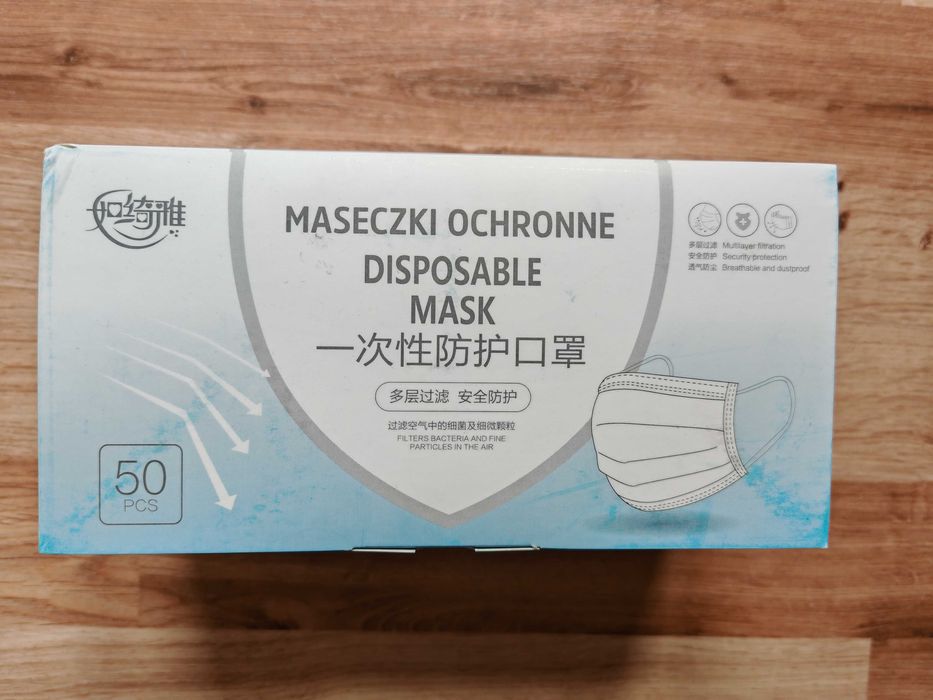 如绮雅
MASECZKI OCHRONNE
DISPOSABLE
MASK
一次性防护口罩
多层过滤 安全防护
过滤空气中的细菌及细微颗粒
FILTERS BACTERIA AND FINE
PARTICLES IN THE AIR
多层过滤 Multilayer filtration
安全防护 Security protection
透气防尘 Breathable and dustproof
50
PCS